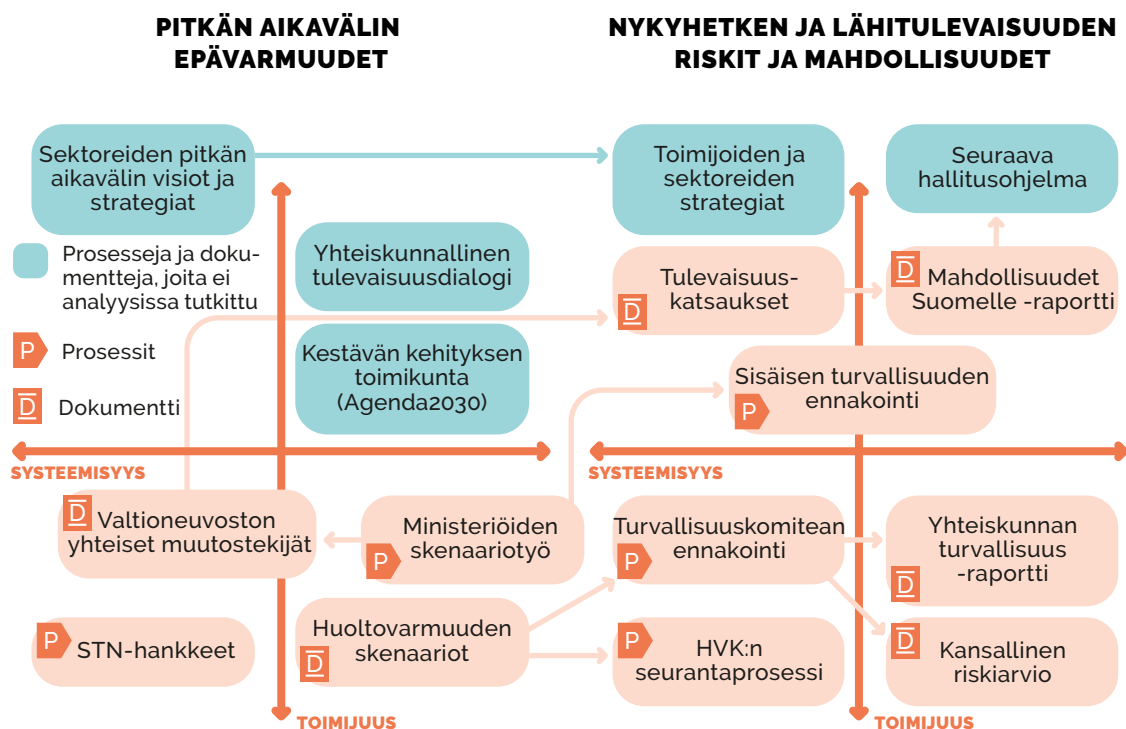 PITKÄN AIKAVÄLIN
EPÄVARMUUDET
NYKYHETKEN JA LÄHITULEVAISUUDEN
RISKIT JA MAHDOLLISUUDET
Sektoreiden pitkän
aikavälin visiot ja
strategiat
Prosesseja ja doku-
mentteja, joita ei
analyysissa tutkittu
P
Prosessit
D
Dokumentti
Yhteiskunnallinen
tulevaisuusdialogi
Kestävän kehityksen
toimikunta
(Agenda2030)
SYSTEEMISYYS
D
Valtioneuvoston
yhteiset muutostekijät
Ministeriöiden
skenaariotyö
P
P
STN-hankkeet
Huoltovarmuuden
skenaariot
D
TOIMIJUUS
Toimijoiden ja
sektoreiden
strategiat
Seuraava
hallitusohjelma
Tulevaisuus-
katsaukset
D
D
Mahdollisuudet
Suomelle -raportti
Sisäisen turvallisuuden
ennakointi
P
SYSTEEMISYYS
Turvallisuuskomitean
ennakointi
P
Yhteiskunnan
turvallisuus
-raportti
D
P
HVK:n
seurantaprosessi
D
Kansallinen
riskiarvio
TOIMIJUUS